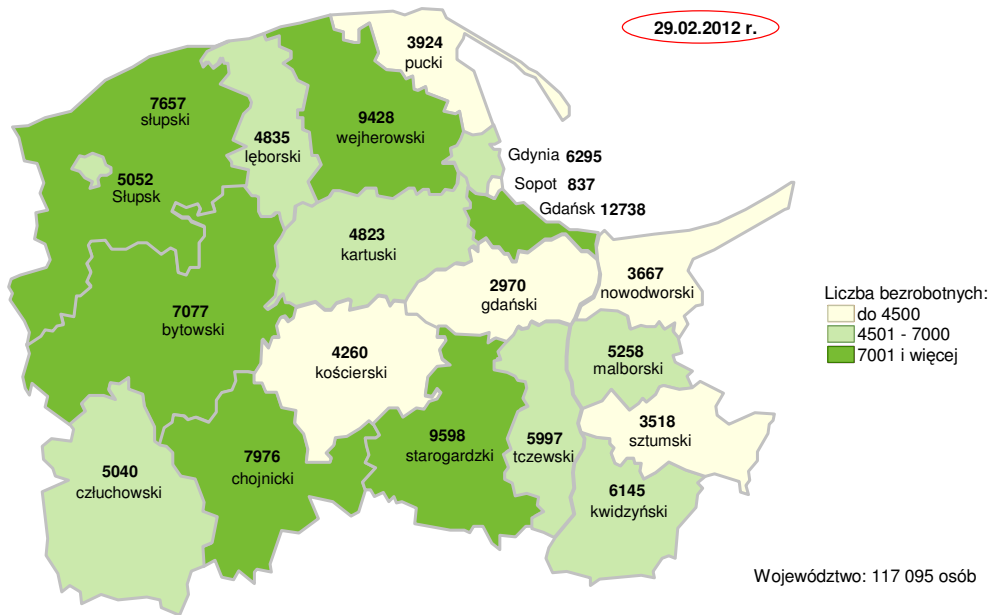 29.02.2012 r.
3924
pucki
7657
słupski
9428
wejherowski
4835
lęborski
Gdynia 6295
5052
Słupsk
Sopot 837
Gdańsk 12738
4823
kartuski
2970
gdański
3667
nowodworski
7077
bytowski
Liczba bezrobotnych:
do 4500
4501 - 7000
7001 i więcej
4260
kościerski
5258
malborski
9598
starogardzki
5997
tczewski
3518
sztumski
5040
człuchowski
7976
chojnicki
6145
kwidzyński
Województwo: 117 095 osób